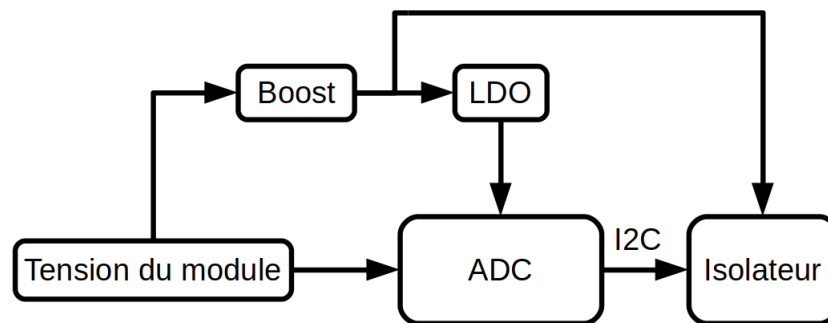 Boost
LDO
I2C
Tension du module
ADC
Isolateur